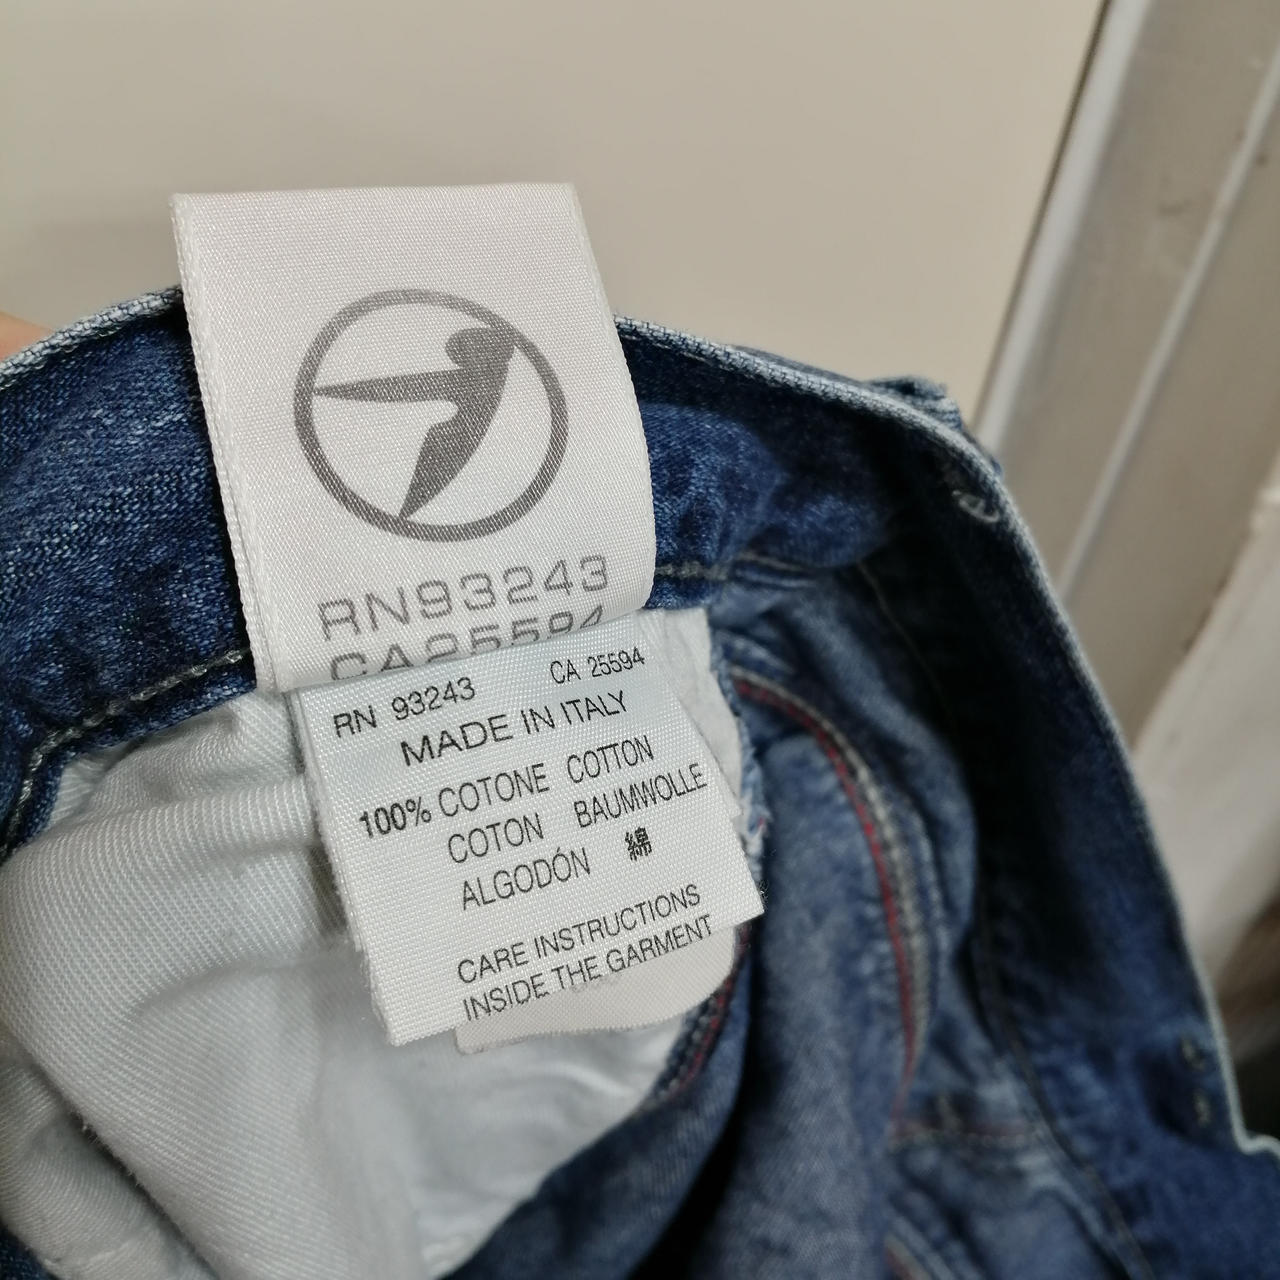 RN93243
CA25594
RN 93243 CA 25594
MADE IN ITALY
100% COTONE COTTON
COTON BAUMWOLLE
ALGODÓN 綿
CARE INSTRUCTIONS
INSIDE THE GARMENT